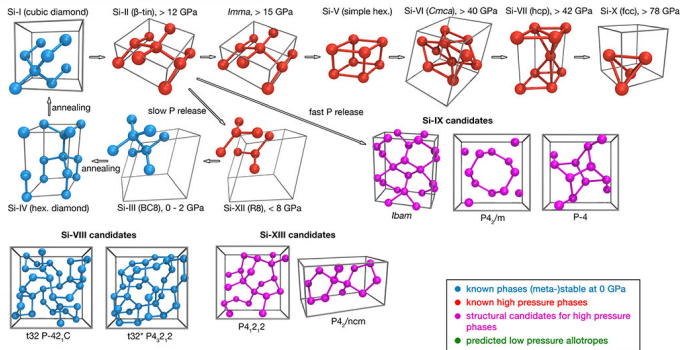 Si-I (cubic diamond)
Si-II (β-tin), > 12 GPa
Imma, > 15 GPa
Si-V (simple hex.)
Si-VI (Cmca), > 40 GPa
Si-VII (hcp), > 42 GPa
Si-X (fcc), > 78 GPa
annealing
slow P release
fast P release
Si-IX candidates
annealing
Si-IV (hex. diamond)
Si-III (BC8), 0 - 2 GPa
Si-XII (R8), < 8 GPa
Ibam
P4₂/m
P-4
Si-VIII candidates
Si-XIII candidates
t32 P-42₁C
t32* P4₃2₁2
P4₁2₁2
P4₂/ncm
known phases (meta-)stable at 0 GPa
known high pressure phases
structural candidates for high pressure
phases
predicted low pressure allotropes